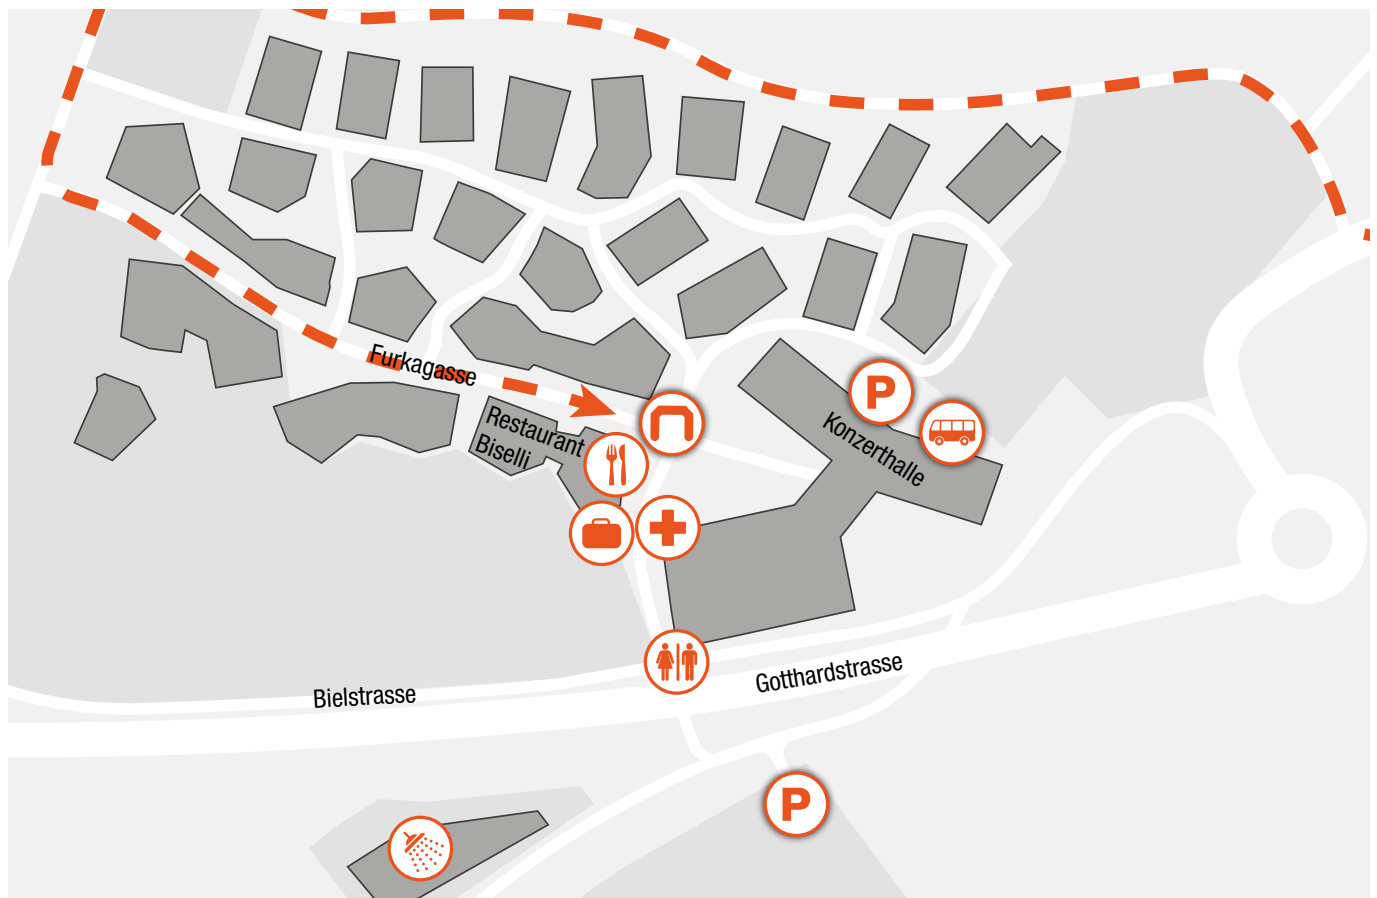 Furkagasse
Restaurant
Biselli
P
Konzerthalle
Gotthardstrasse
Bielstrasse
P